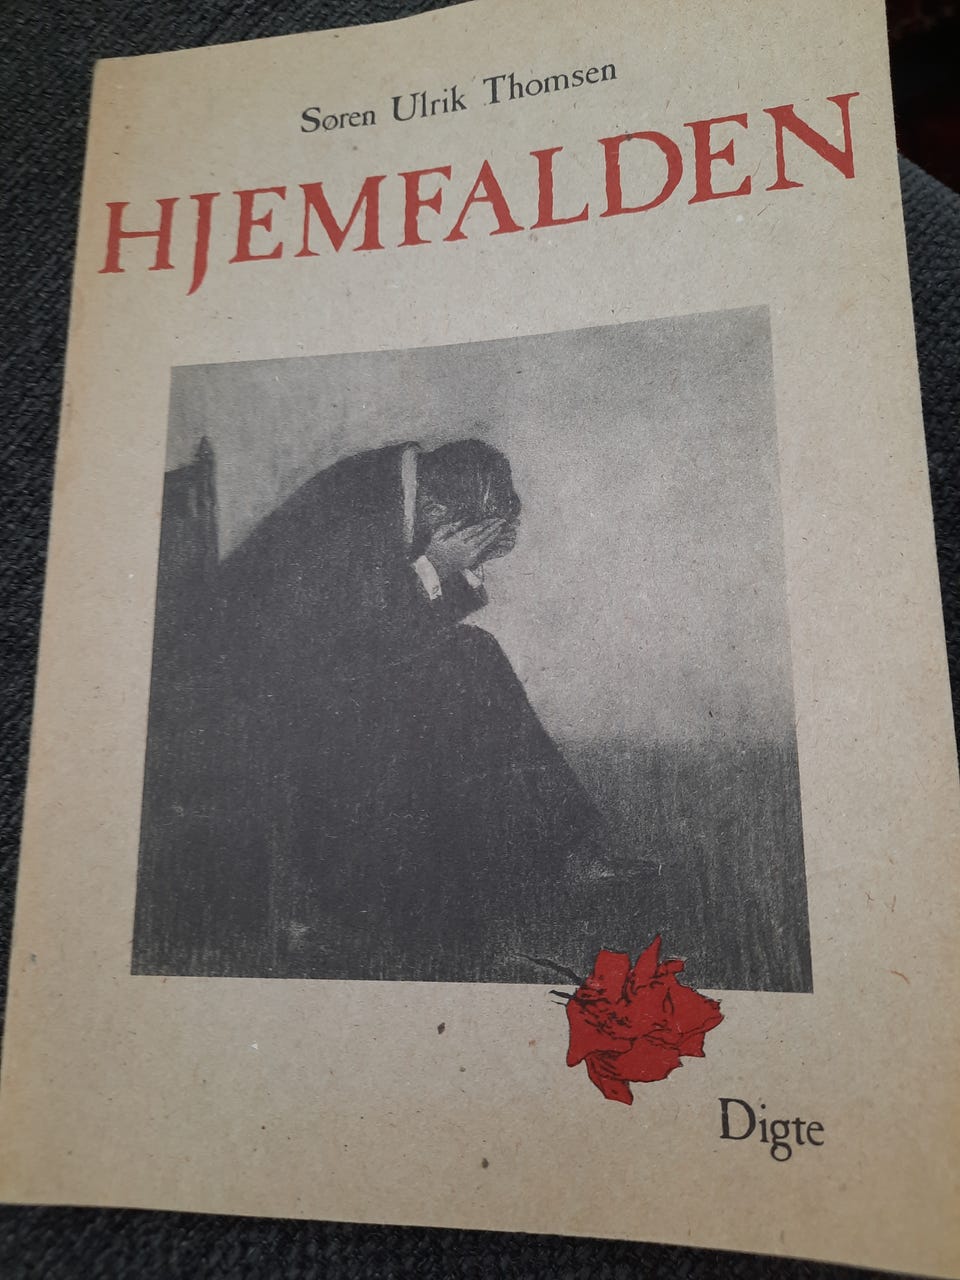 Søren Ulrik Thomsen
HJEMFALDEN
Digte